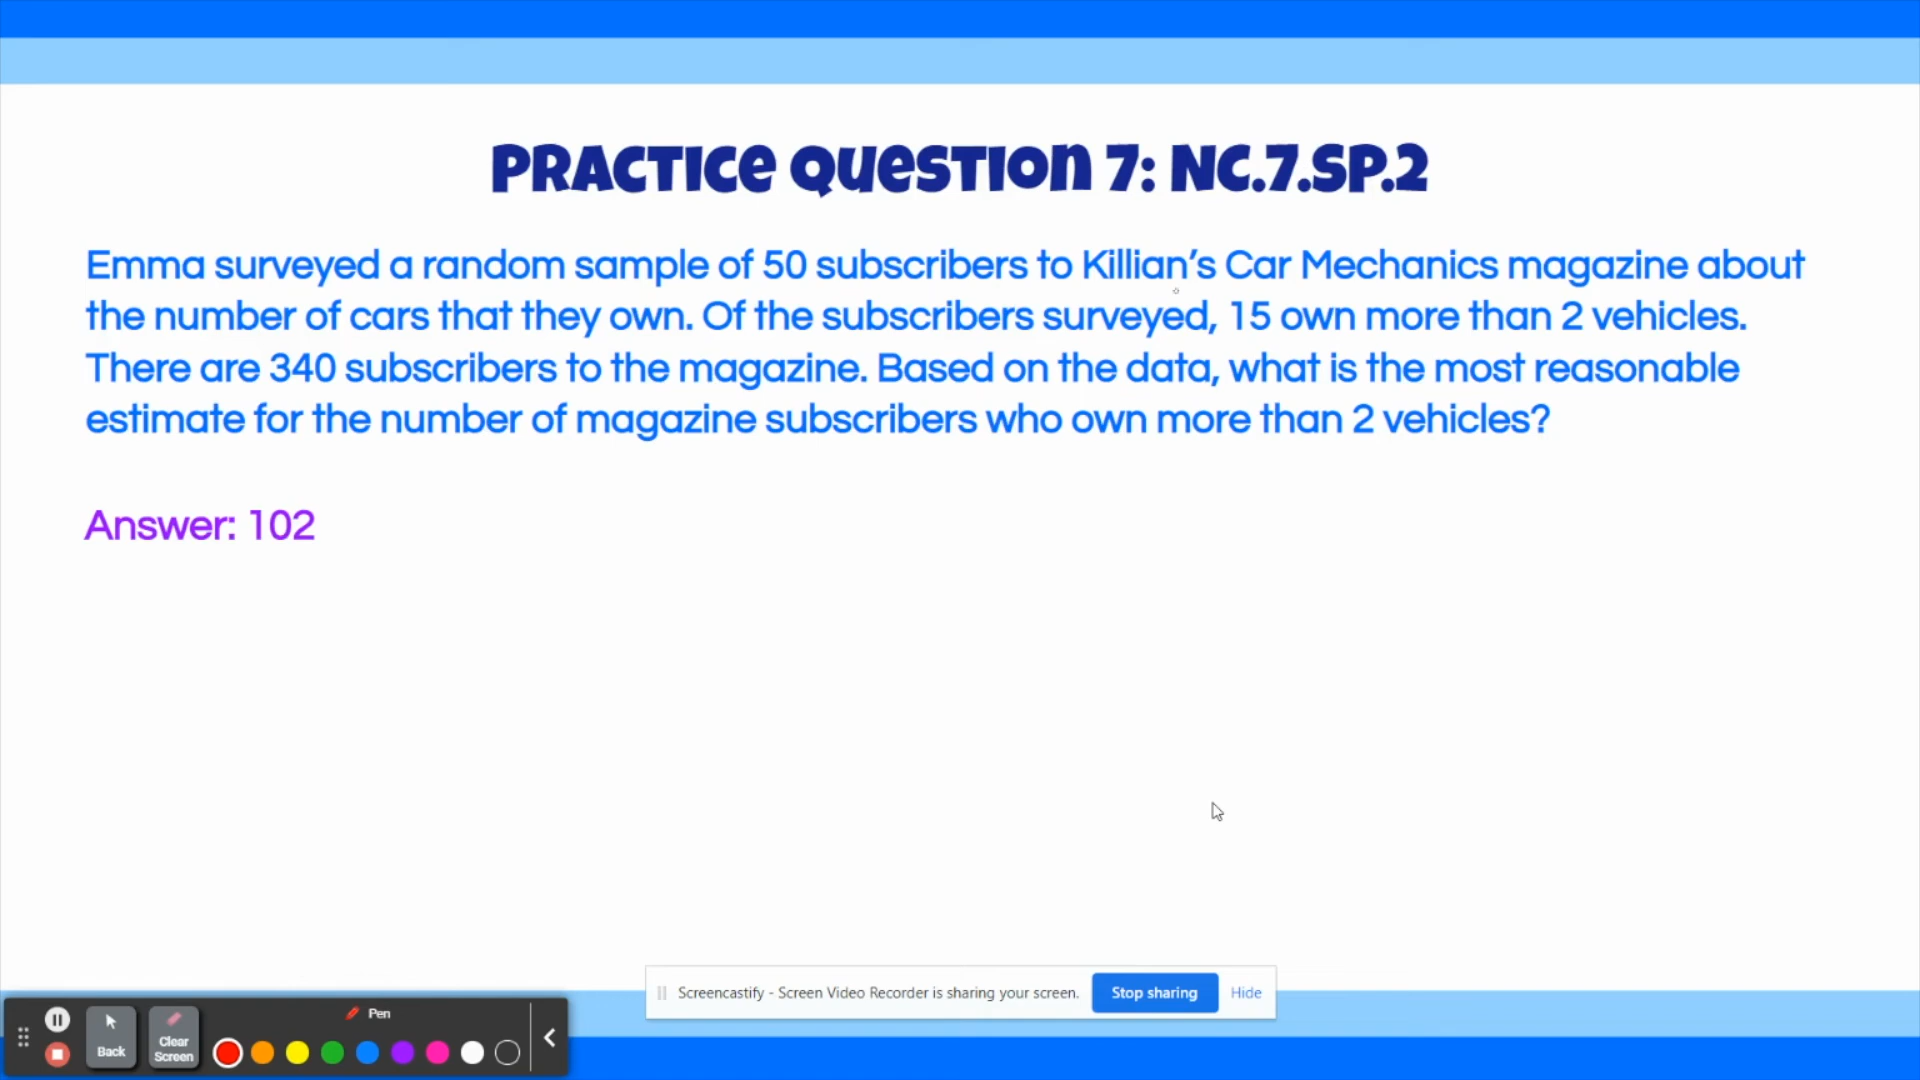 Practice Question 7: NC.7.SP.2
Emma surveyed a random sample of 50 subscribers to Killian's Car Mechanics magazine about
the number of cars that they own. Of the subscribers surveyed, 15 own more than 2 vehicles.
There are 340 subscribers to the magazine. Based on the data, what is the most reasonable
estimate for the number of magazine subscribers who own more than 2 vehicles?
Answer: 102
Screencastify - Screen Video Recorder is sharing your screen. Stop sharing Hide
Pen
Back
Clear
Screen